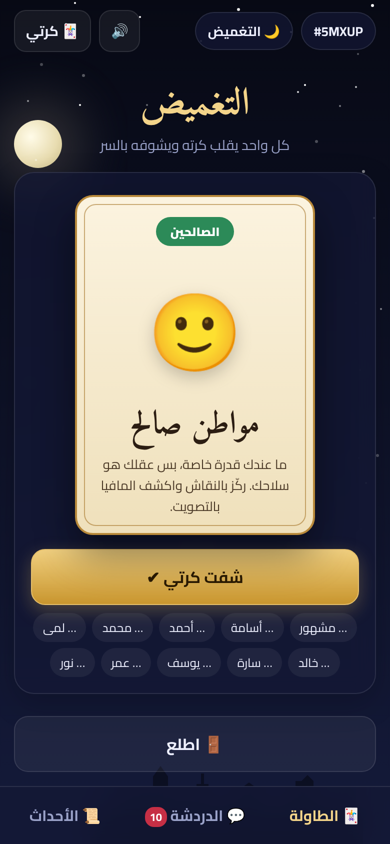 #5MXUP
🌙 التغميض
🔊
🃏 كرتي
التغميض
كل واحد يقلب كرته ويشوفه بالسر
الصالحين
مواطن صالح
ما عندك قدرة خاصة، بس عقلك هو
سلاحك. ركّز بالنقاش واكشف المافيا
بالتصويت.
شفت كرتي ✔
... مشهور
... أسامة
... أحمد
... محمد
... لمى
... خالد
... سارة
... يوسف
... عمر
... نور
🚪 اطلع
🃏 الطاولة
💬 الدردشة 10
📜 الأحداث